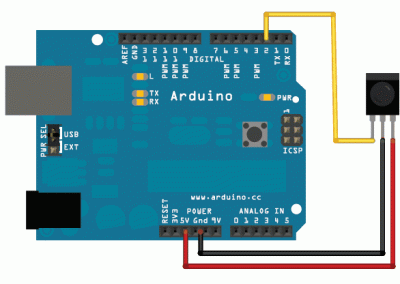 AREF
GND
13
12
11
10
9
8
7
6
5
4
3
2
1
0
PWM
PWM
PWM
PWM
PWM
PWM
TX
RX
DIGITAL
L
TX
RX
Arduino
PWR
PWR SEL
USB
EXT
ICSP
www.arduino.cc
POWER
ANALOG IN
RESET
3V3
5V
Gnd
9V
0
1
2
3
4
5